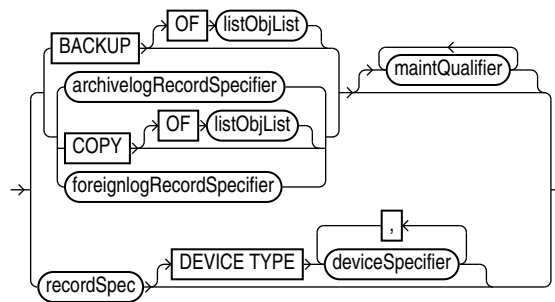 OF listObjList
BACKUP
maintQualifier
archivelogRecordSpecifier
OF listObjList
COPY
foreignlogRecordSpecifier
,
DEVICE TYPE deviceSpecifier
recordSpec